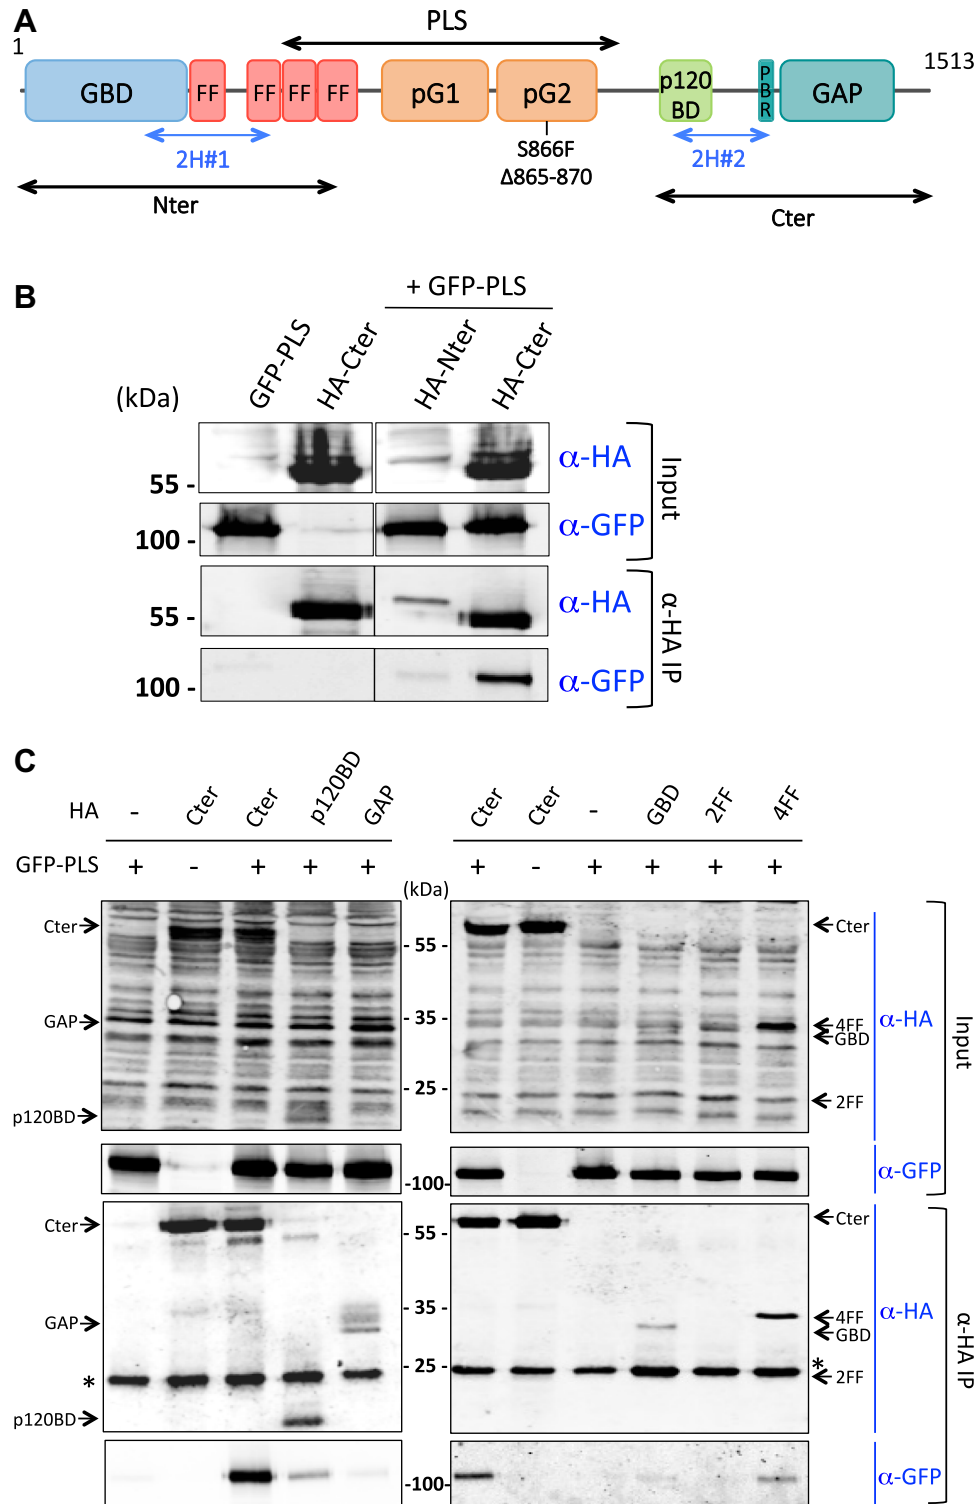 A
PLS
1
1513
GBD
FF
FF
FF
FF
pG1
pG2
p120
BD
P
B
R
GAP
2H#1
S866F
Δ865-870
2H#2
Nter
Cter
B
+ GFP-PLS
GFP-PLS
HA-Cter
HA-Nter
HA-Cter
(kDa)
55 -
α-HA
100 -
α-GFP
Input
55 -
α-HA
100 -
α-GFP
α-HA IP
C
HA
-
Cter
Cter
p120BD
GAP
Cter
Cter
-
GBD
2FF
4FF
GFP-PLS
+
-
+
+
+
+
-
+
+
+
+
(kDa)
Cter
- 55 -
Cter
GAP
- 35 -
4FF
GBD
α-HA
- 25 -
2FF
p120BD
-100-
α-GFP
Input
Cter
- 55 -
Cter
- 35 -
GAP
4FF
GBD
α-HA
- 25 -
*
*
2FF
p120BD
-100-
α-GFP
α-HA IP